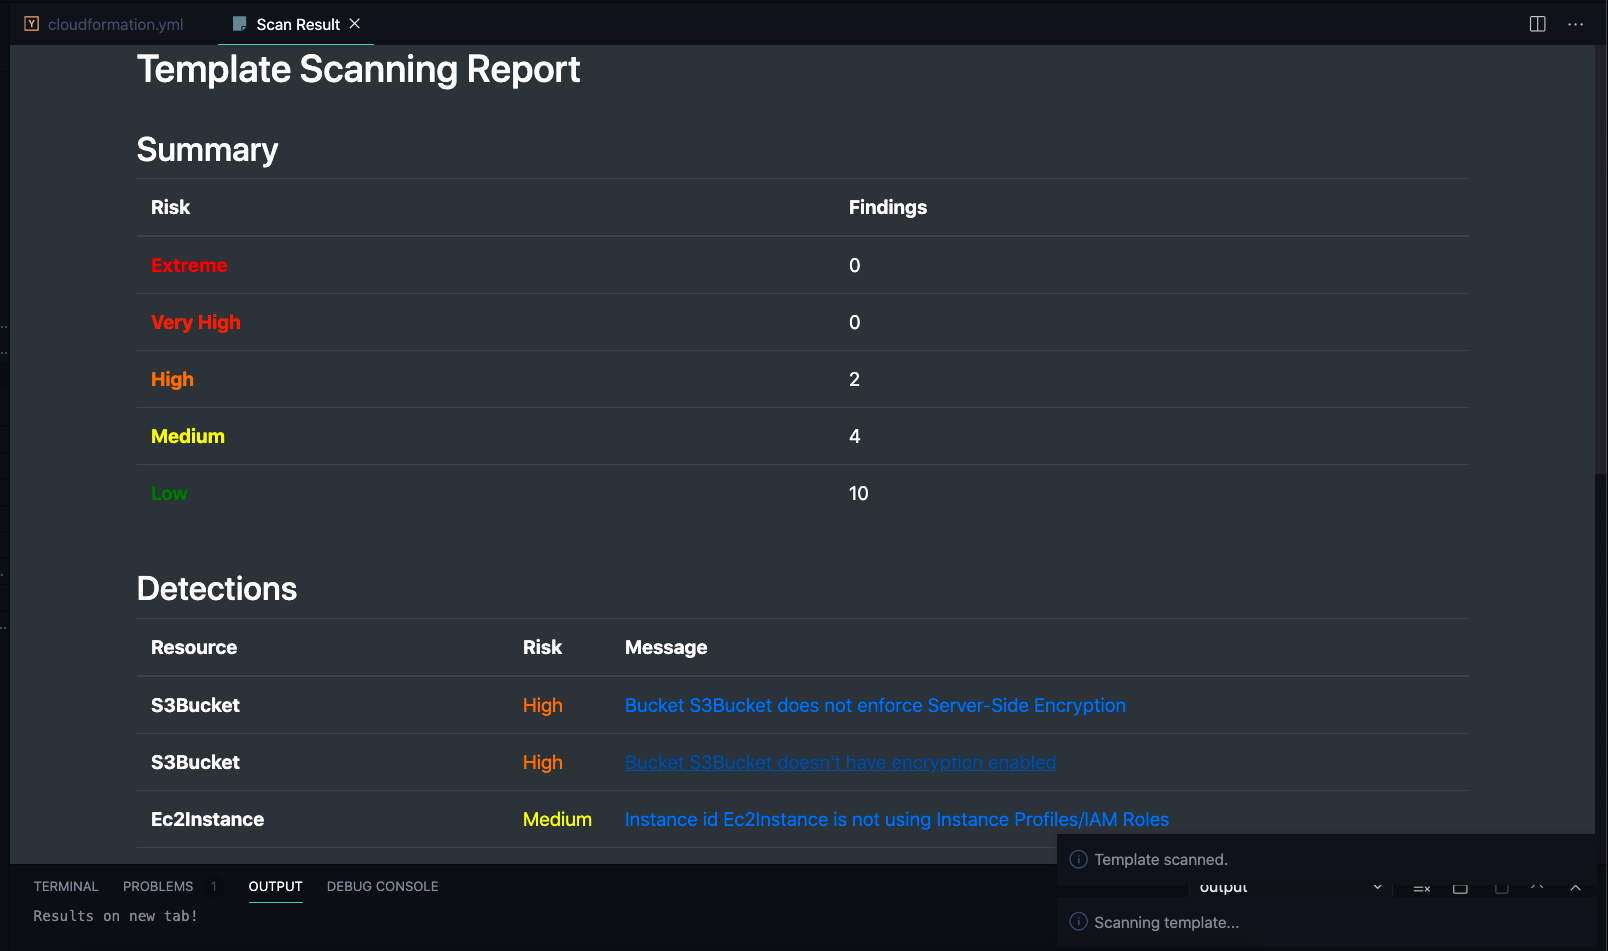 cloudformation.yml
Scan Result
Template Scanning Report
Summary
Risk Findings
Extreme 0
Very High 0
High 2
Medium 4
Low 10
Detections
Resource Risk Message
S3Bucket High Bucket S3Bucket does not enforce Server-Side Encryption
S3Bucket High Bucket S3Bucket doesn't have encryption enabled
Ec2Instance Medium Instance id Ec2Instance is not using Instance Profiles/IAM Roles
Template scanned.
TERMINAL PROBLEMS 1 OUTPUT DEBUG CONSOLE output
Results on new tab!
Scanning template...